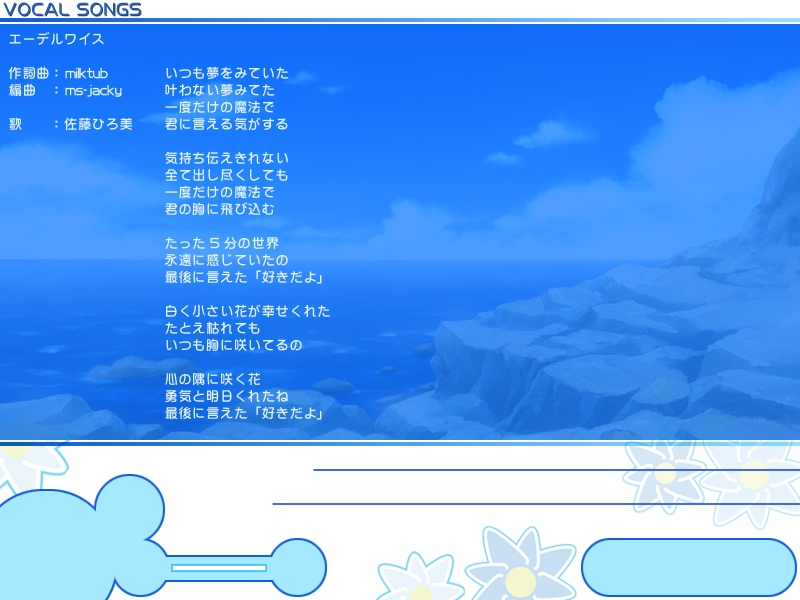 VOCAL SONGS
エーデルワイス
作詞曲：milktub
編曲　：ms-jacky
歌　　：佐藤ひろ美
いつも夢をみていた
叶わない夢みてた
一度だけの魔法で
君に言える気がする
気持ち伝えきれない
全て出し尽くしても
一度だけの魔法で
君の胸に飛び込む
たった５分の世界
永遠に感じていたの
最後に言えた「好きだよ」
白く小さい花が幸せくれた
たとえ枯れても
いつも胸に咲いてるの
心の隅に咲く花
勇気と明日くれたね
最後に言えた「好きだよ」